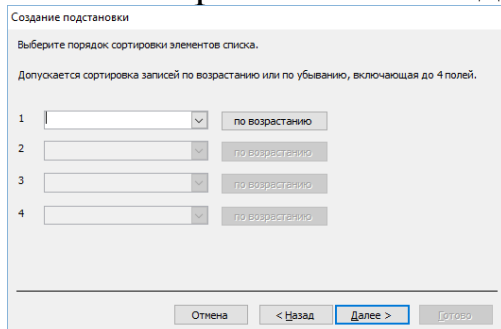 Создание подстановки
Выберите порядок сортировки элементов списка.
Допускается сортировка записей по возрастанию или по убыванию, включающая до 4 полей.
1 по возрастанию
2 по возрастанию
3 по возрастанию
4 по возрастанию
Отмена < Назад Далее > Готово